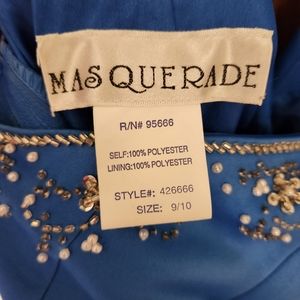 MASQUERADE
R/N# 95666
SELF:100% POLYESTER
LINING:100% POLYESTER
STYLE#: 426666
SIZE: 9/10